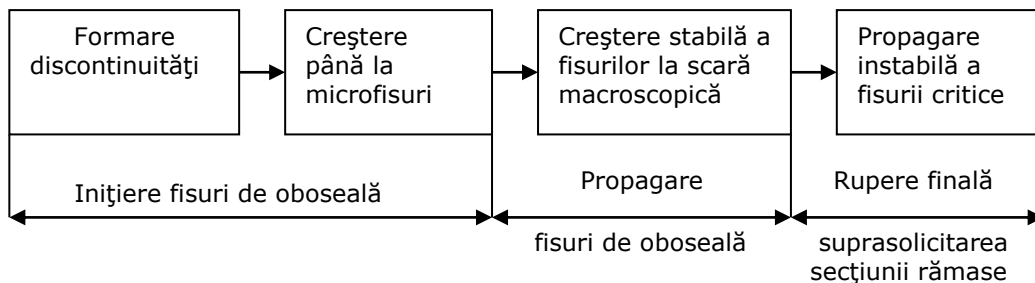 Formare
discontinuităţi
Creştere
până la
microfisuri
Creştere stabilă a
fisurilor la scară
macroscopică
Propagare
instabilă a
fisurii critice
Iniţiere fisuri de oboseală
Propagare
fisuri de oboseală
Rupere finală
suprasolicitarea
secţiunii rămase